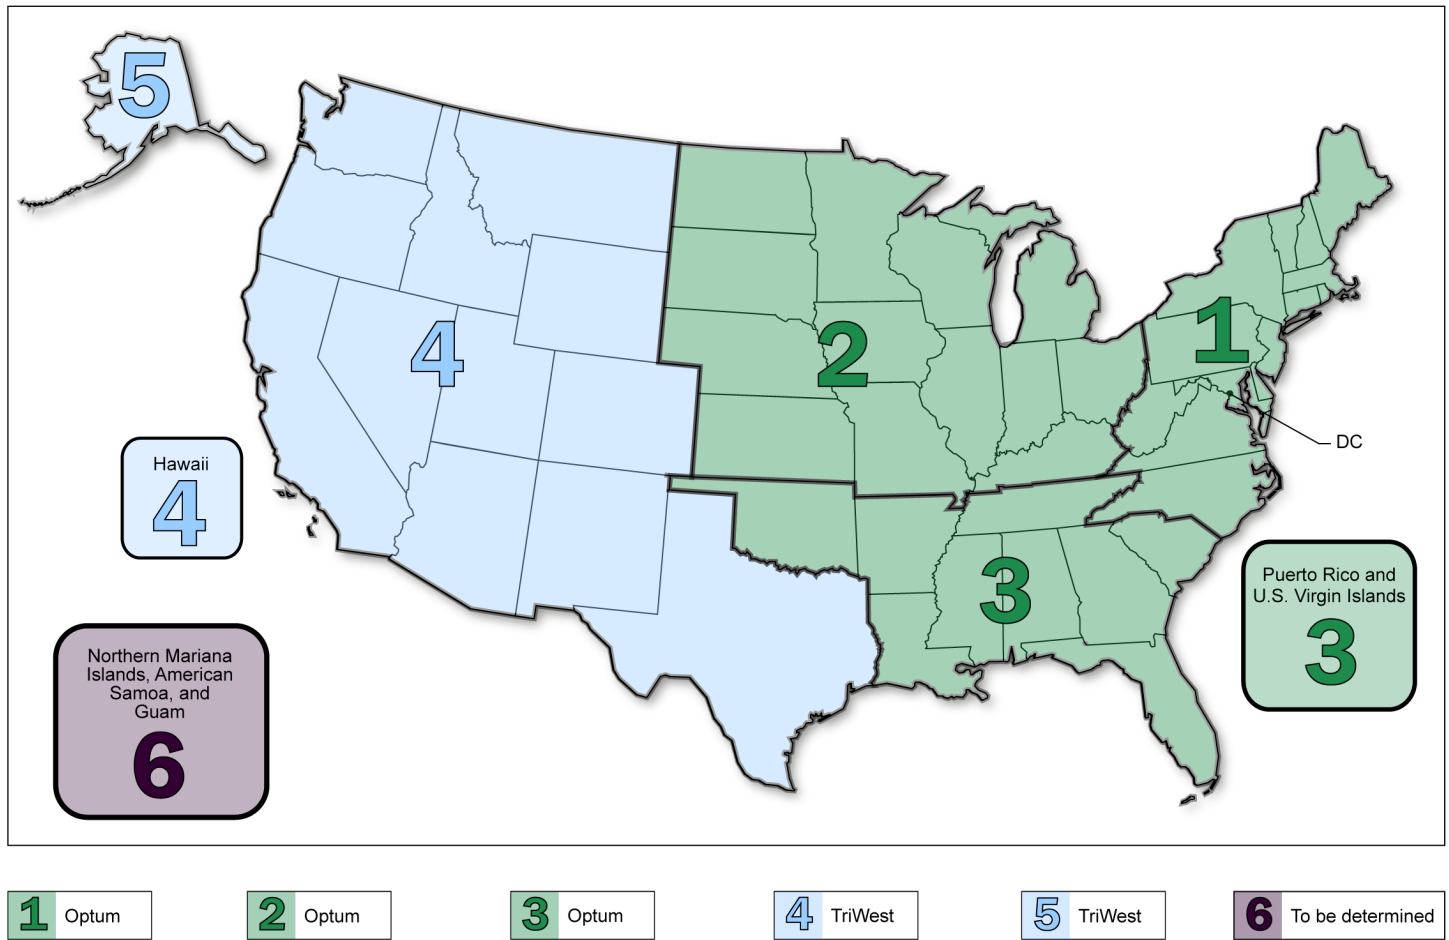 5
1
4
2
DC
Hawaii
4
3
Puerto Rico and
U.S. Virgin Islands
3
Northern Mariana
Islands, American
Samoa, and
Guam
6
1 Optum
2 Optum
3 Optum
4 TriWest
5 TriWest
6 To be determined